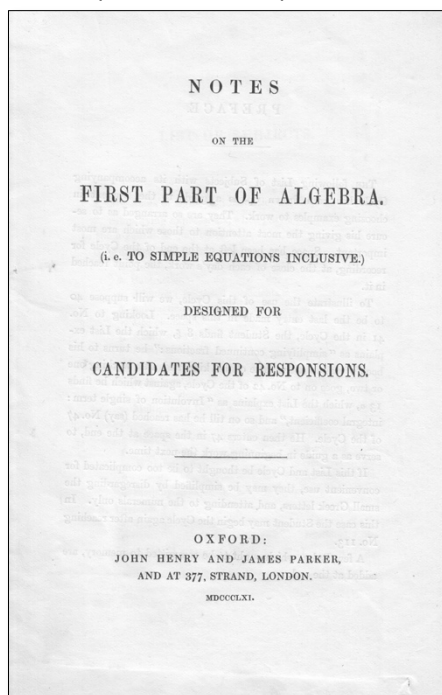 NOTES
ON THE
FIRST PART OF ALGEBRA.
(i. e. TO SIMPLE EQUATIONS INCLUSIVE.)
DESIGNED FOR
CANDIDATES FOR RESPONSIONS.
OXFORD:
JOHN HENRY AND JAMES PARKER,
AND AT 377, STRAND, LONDON.
MDCCCLXI.